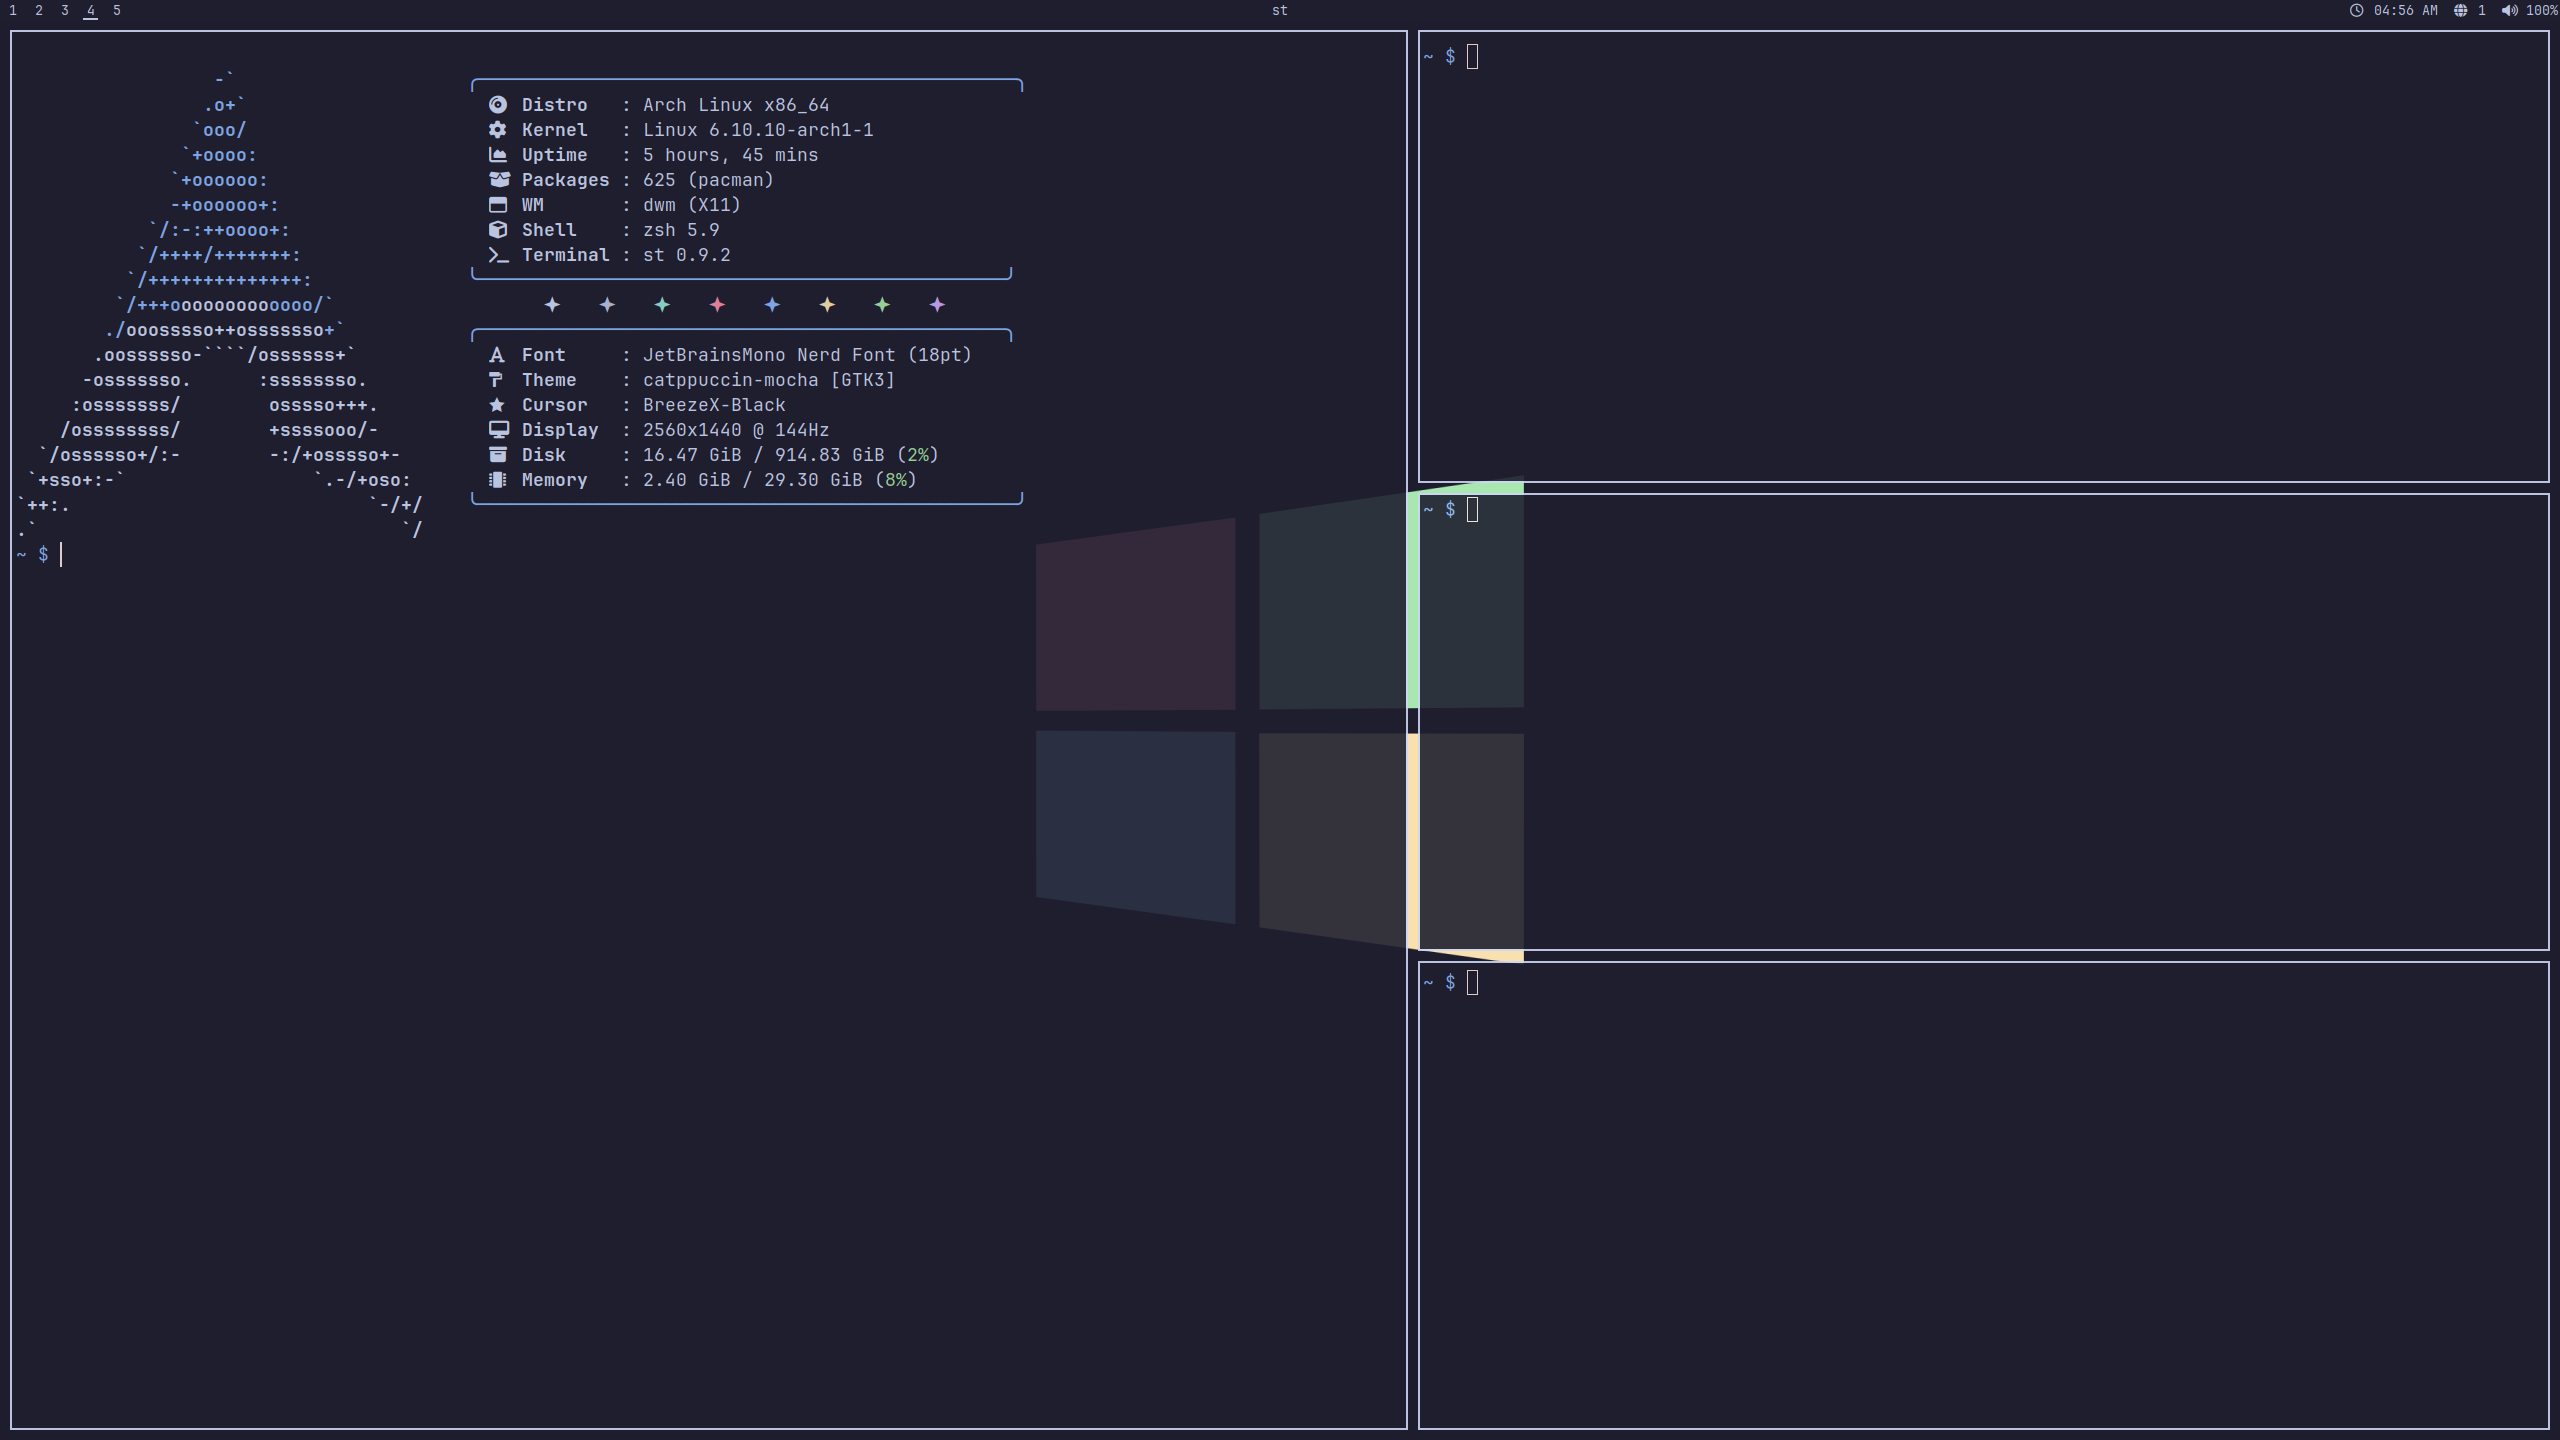 1 2 3 4 5 st 04:56 AM 1 100%
-`
.o+`
`ooo/
`+oooo:
`+oooooo:
-+oooooo+:
`/:-:++oooo+:
`/++++/+++++++:
`/++++++++++++++:
`/+++ooooooooooooo/`
./ooosssso++osssssso+`
.oossssso-````/ossssss+`
-osssssso. :ssssssso.
:osssssss/ osssso+++.
/ossssssss/ +ssssooo/-
`/ossssso+/:- -:/+osssso+-
`+sso+:-` `.-/+oso:
`++:. `-/+/
.` `/
Distro : Arch Linux x86_64
Kernel : Linux 6.10.10-arch1-1
Uptime : 5 hours, 45 mins
Packages : 625 (pacman)
WM : dwm (X11)
Shell : zsh 5.9
Terminal : st 0.9.2
Font : JetBrainsMono Nerd Font (18pt)
Theme : catppuccin-mocha [GTK3]
Cursor : BreezeX-Black
Display : 2560x1440 @ 144Hz
Disk : 16.47 GiB / 914.83 GiB (2%)
Memory : 2.40 GiB / 29.30 GiB (8%)
~ $
~ $
~ $
~ $